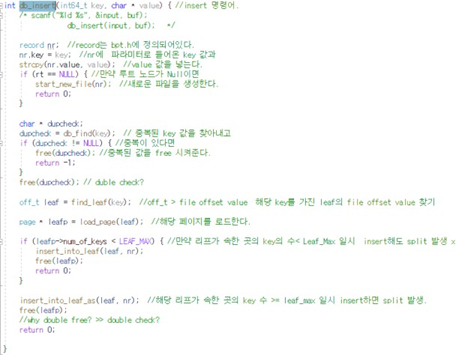 int db_insert(int64_t key, char * value) { //insert 명령어.
/* scanf("%ld %s", &input, buf);
db_insert(input, buf); */
record nr; //record는 bpt.h에 정의되어있다.
nr.key = key; //nr에 파라미터로 들어온 key 값과
strcpy(nr.value, value); //value 값을 넣는다.
if (rt == NULL) { //만약 루트 노드가 Null이면
start_new_file(nr); //새로운 파일을 생성한다.
return 0;
}
char * dupcheck;
dupcheck = db_find(key); // 중복된 key 값을 찾아내고
if (dupcheck != NULL) { //중복이 있다면
free(dupcheck); //중복된 값을 free 시켜준다.
return -1;
}
free(dupcheck); // duble check?
off_t leaf = find_leaf(key); //off_t > file offset value 해당 key를 가진 leaf의 file offset value 찾기
page * leafp = load_page(leaf); //해당 페이지를 로드한다.
if (leafp->num_of_keys < LEAF_MAX) { //만약 리프가 속한 곳의 key의 수< Leaf_Max 일시 insert해도 split 발생 x
insert_into_leaf(leaf, nr);
free(leafp);
return 0;
}
insert_into_leaf_as(leaf, nr); //해당 리프가 속한 곳의 key 수 >= leaf_max 일시 insert하면 split 발생.
free(leafp);
//why double free? >> double check?
return 0;
}